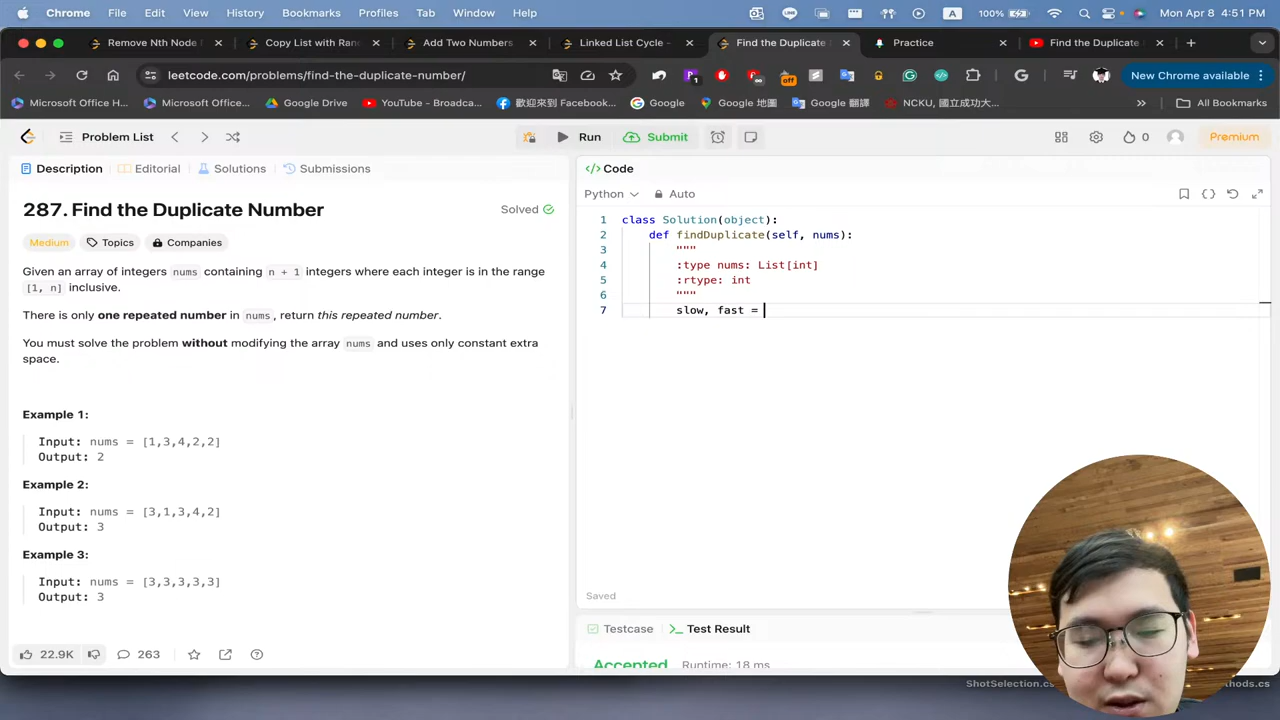 Chrome File Edit View History Bookmarks Profiles Tab Window Help A 100% Mon Apr 8 4:51 PM
Remove Nth Node Copy List with Ran Add Two Numbers Linked List Cycle - Find the Duplicate Practice Find the Duplicate
leetcode.com/problems/find-the-duplicate-number/ 1 off G New Chrome available
Microsoft Office H... Microsoft Office... Google Drive YouTube - Broadca... 歡迎來到 Facebook... Google Google 地圖 Google 翻譯 NCKU, 國立成功大... » All Bookmarks
Problem List Run Submit 0 Premium
Description Editorial Solutions Submissions </> Code
Python Auto
287. Find the Duplicate Number Solved
Medium Topics Companies
Given an array of integers nums containing n + 1 integers where each integer is in the range
[1, n] inclusive.
There is only one repeated number in nums, return this repeated number.
You must solve the problem without modifying the array nums and uses only constant extra
space.
Example 1:
Input: nums = [1,3,4,2,2]
Output: 2
Example 2:
Input: nums = [3,1,3,4,2]
Output: 3
Example 3:
Input: nums = [3,3,3,3,3]
Output: 3
22.9K 263
1 class Solution(object):
2 def findDuplicate(self, nums):
3 """
4 :type nums: List[int]
5 :rtype: int
6 """
7 slow, fast =
Saved
Testcase >_ Test Result
Accepted Runtime: 18 ms
ShotSelection.cs hods.cs